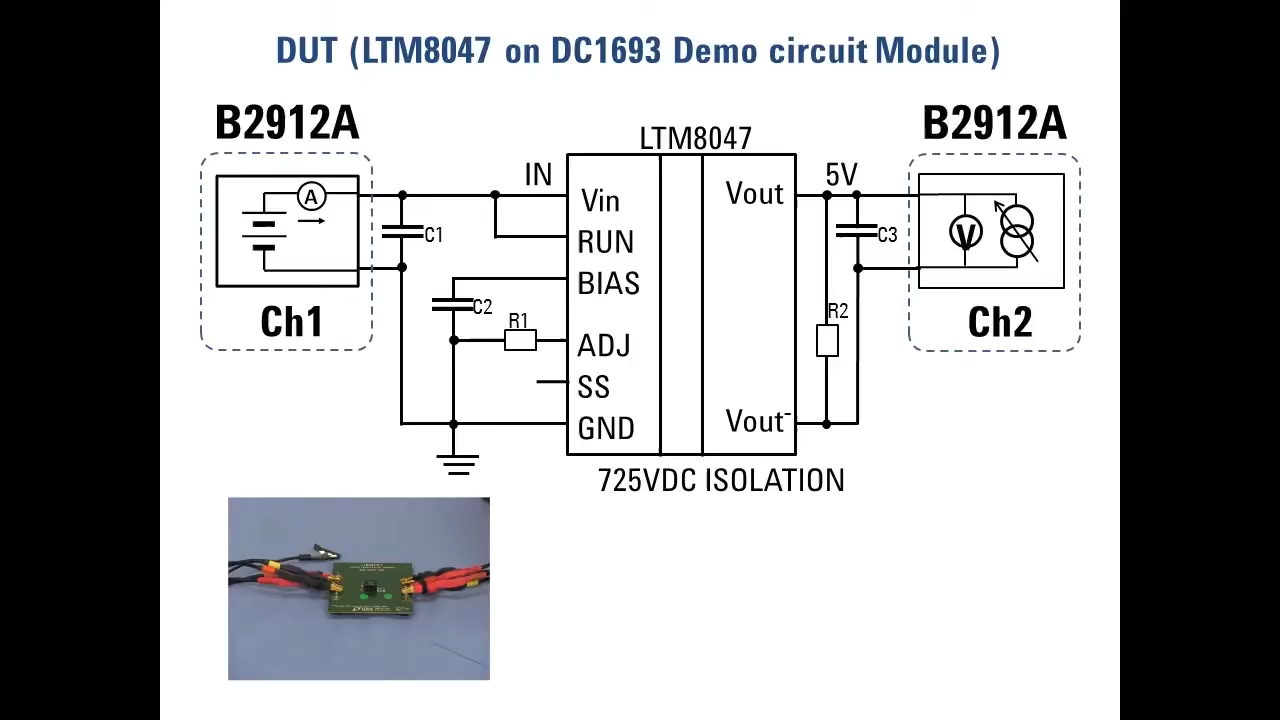 DUT (LTM8047 on DC1693 Demo circuit Module)
B2912A
B2912A
LTM8047
IN
5V
A
Vin
Vout
C1
C3
V
RUN
BIAS
C2
R1
R2
Ch1
Ch2
ADJ
SS
GND
Vout-
725VDC ISOLATION